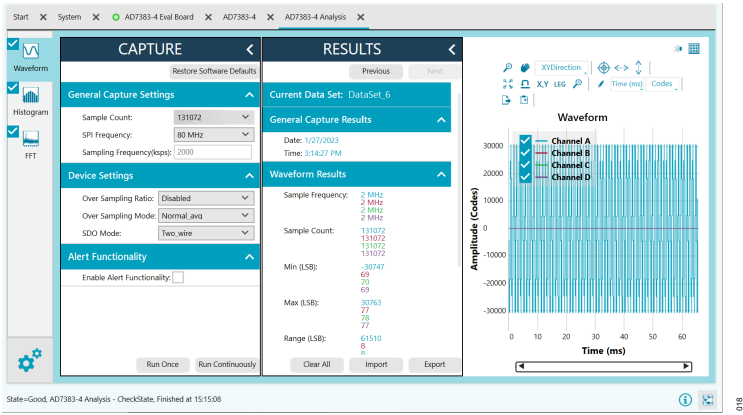 Start
System
AD7383-4 Eval Board
AD7383-4
AD7383-4 Analysis
Waveform
Histogram
FFT
CAPTURE
Restore Software Defaults
General Capture Settings
Sample Count: 131072
SPI Frequency: 80 MHz
Sampling Frequency(ksps): 2000
Device Settings
Over Sampling Ratio: Disabled
Over Sampling Mode: Normal_avg
SDO Mode: Two_wire
Alert Functionality
Enable Alert Functionality:
Run Once Run Continuously
RESULTS
Previous Next
Current Data Set: DataSet_6
General Capture Results
Date: 1/27/2023
Time: 3:14:27 PM
Waveform Results
Sample Frequency: 2 MHz
2 MHz
2 MHz
2 MHz
Sample Count: 131072
131072
131072
131072
Min (LSB): -30747
69
70
69
Max (LSB): 30763
77
78
77
Range (LSB): 61510
8
8
Clear All Import Export
XYDirection
X,Y LEG Time (ms) Codes
Waveform
Channel A
Channel B
Channel C
Channel D
Amplitude (Codes)
30000
20000
10000
0
-10000
-20000
-30000
0 10 20 30 40 50 60
Time (ms)
State=Good, AD7383-4 Analysis - CheckState, Finished at 15:15:08
018